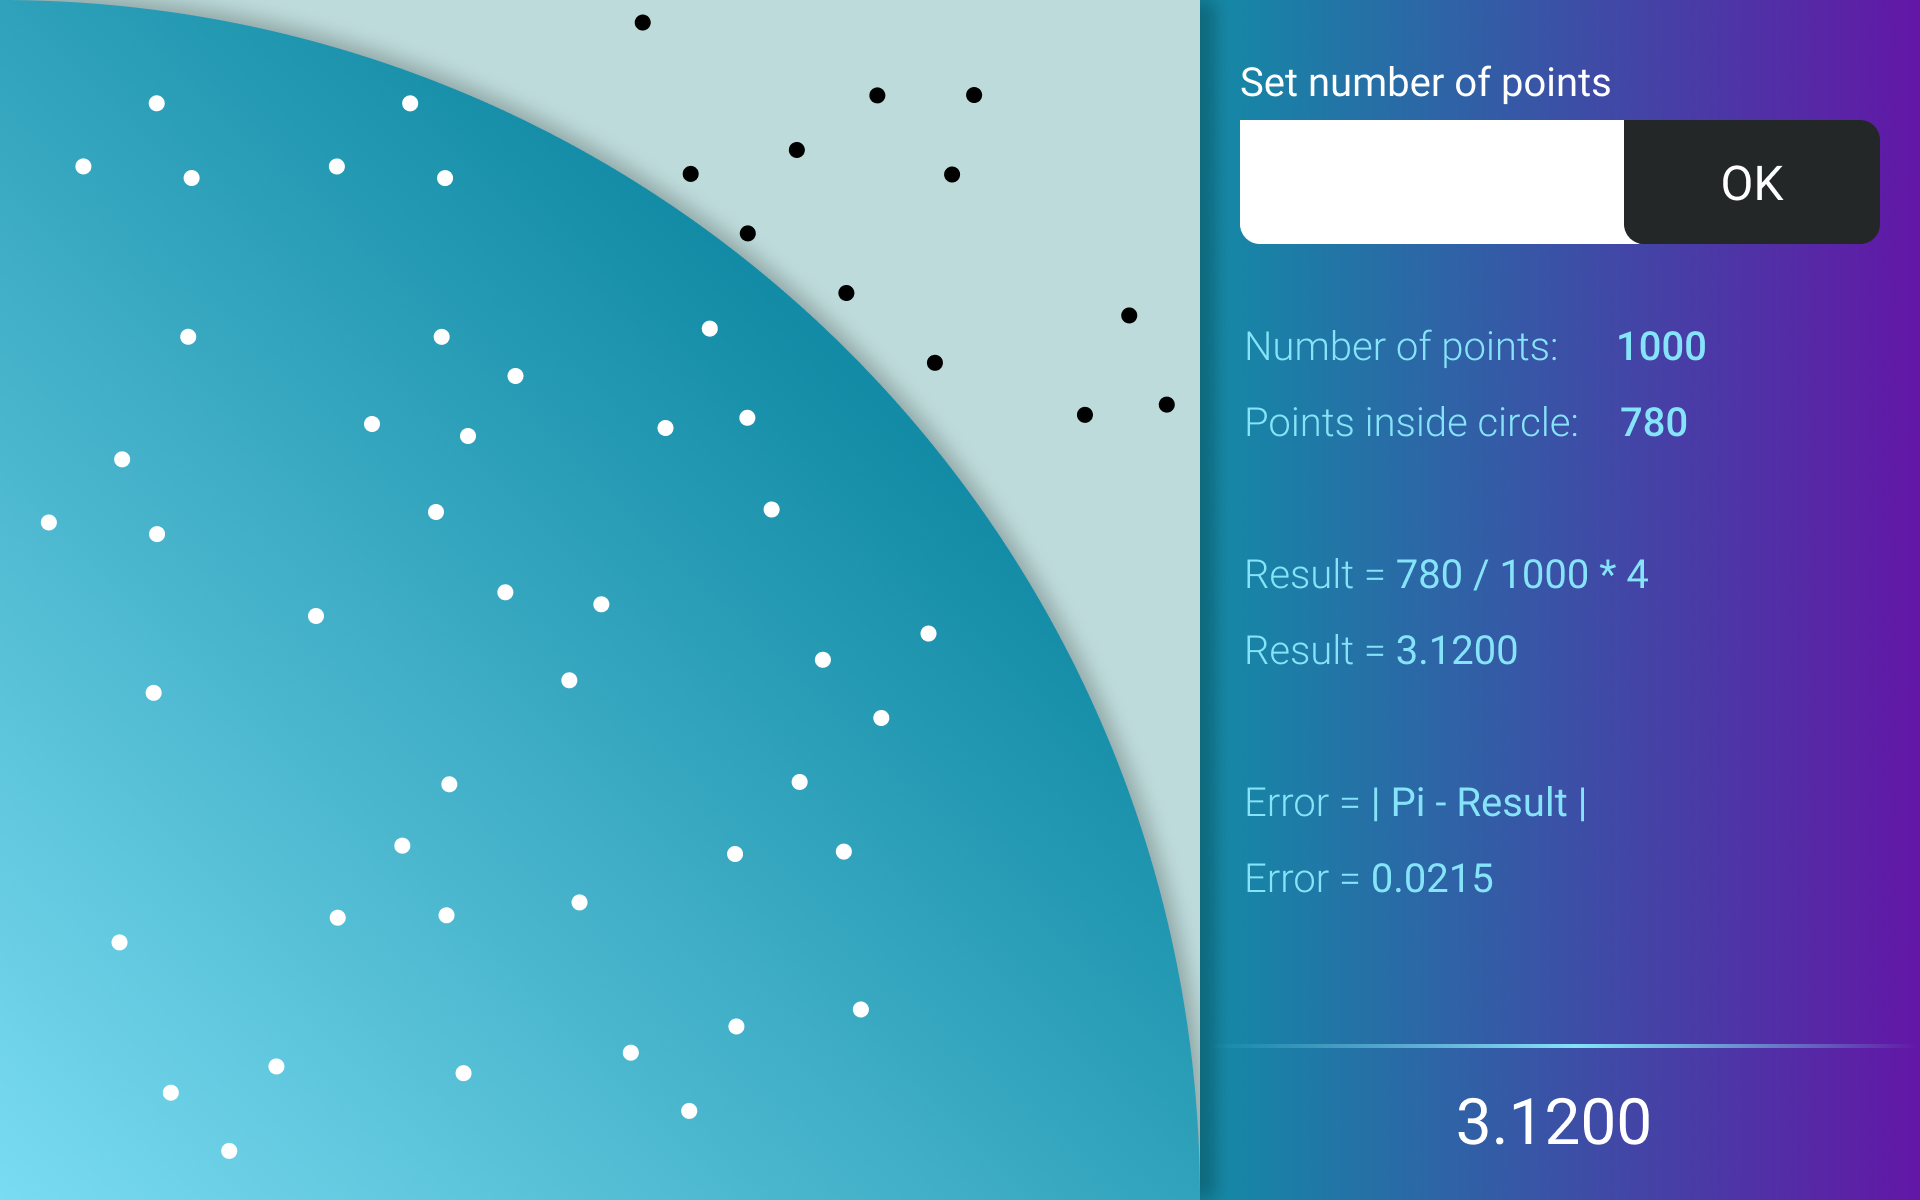 Set number of points
OK
Number of points: 1000
Points inside circle: 780
Result = 780 / 1000 * 4
Result = 3.1200
Error = | Pi - Result |
Error = 0.0215
3.1200